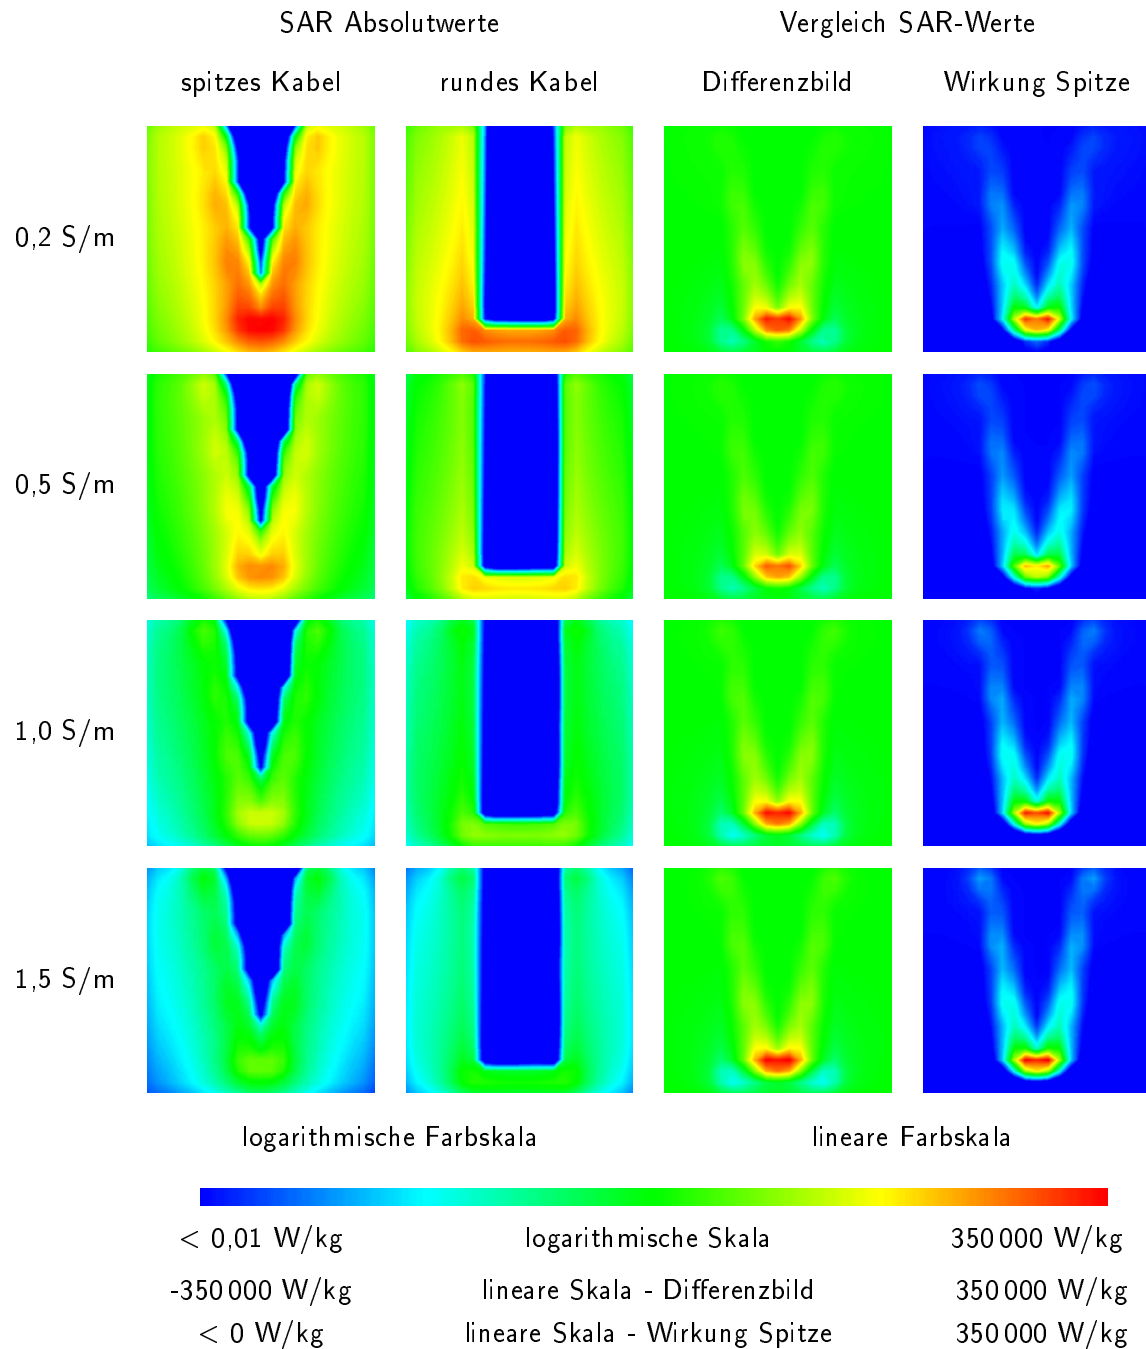 SAR Absolutwerte Vergleich SAR-Werte
spitzes Kabel rundes Kabel Differenzbild Wirkung Spitze
0,2 S/m
0,5 S/m
1,0 S/m
1,5 S/m
logarithmische Farbskala lineare Farbskala
< 0,01 W/kg logarithmische Skala 350 000 W/kg
-350 000 W/kg lineare Skala - Differenzbild 350 000 W/kg
< 0 W/kg lineare Skala - Wirkung Spitze 350 000 W/kg